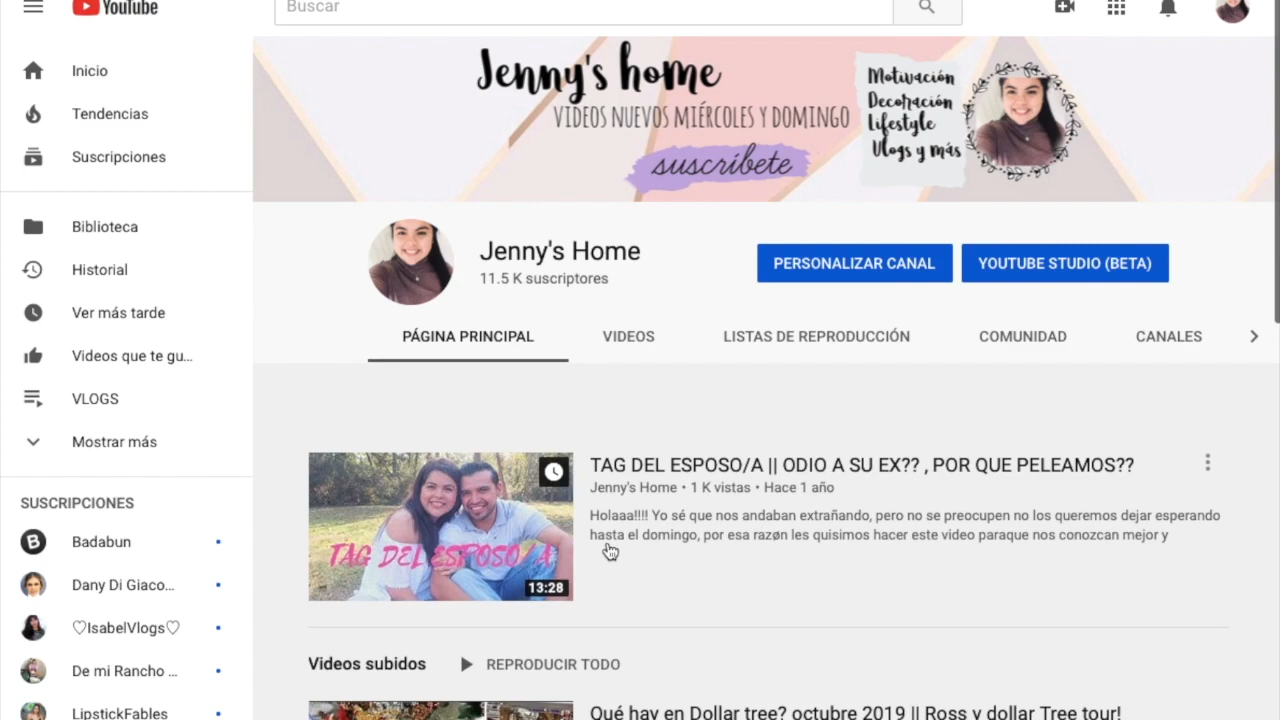 YouTube
Buscar
Inicio
Tendencias
Suscripciones
Biblioteca
Historial
Ver más tarde
Videos que te gu...
VLOGS
Mostrar más
SUSCRIPCIONES
Badabun
Dany Di Giaco...
♡IsabelVlogs♡
De mi Rancho ...
LipstickFables
Jenny's home
VIDEOS NUEVOS MIÉRCOLES Y DOMINGO
suscríbete
Motivación
Decoración
Lifestyle
Vlogs y más
Jenny's Home
11.5 K suscriptores
PERSONALIZAR CANAL
YOUTUBE STUDIO (BETA)
PÁGINA PRINCIPAL
VIDEOS
LISTAS DE REPRODUCCIÓN
COMUNIDAD
CANALES
TAG DEL ESPOSO/A
13:28
TAG DEL ESPOSO/A || ODIO A SU EX?? , POR QUE PELEAMOS??
Jenny's Home • 1 K vistas • Hace 1 año
Holaaa!!!! Yo sé que nos andaban extrañando, pero no se preocupen no los queremos dejar esperando
hasta el domingo, por esa razøn les quisimos hacer este video paraque nos conozcan mejor y
Videos subidos
REPRODUCIR TODO
Qué hay en Dollar tree? octubre 2019 || Ross y dollar Tree tour!